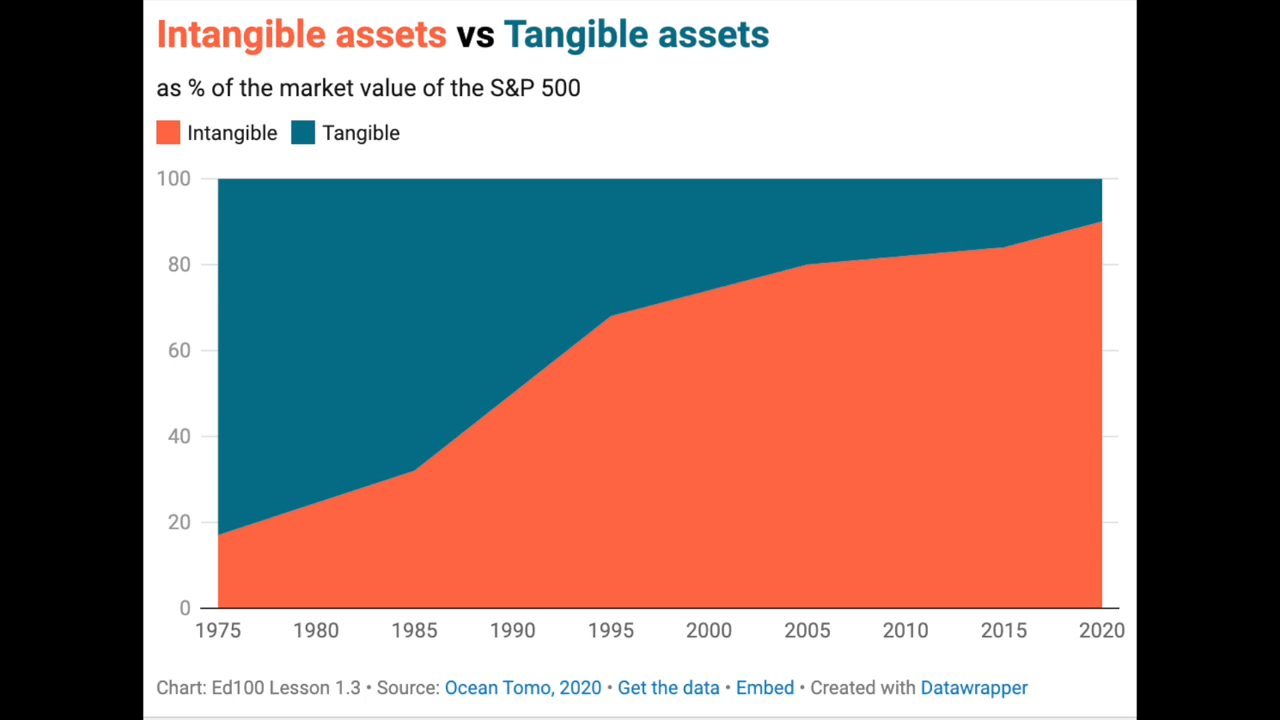 Intangible assets vs Tangible assets
as % of the market value of the S&P 500
Intangible Tangible
100
80
60
40
20
0
1975 1980 1985 1990 1995 2000 2005 2010 2015 2020
Chart: Ed100 Lesson 1.3 • Source: Ocean Tomo, 2020 • Get the data • Embed • Created with Datawrapper